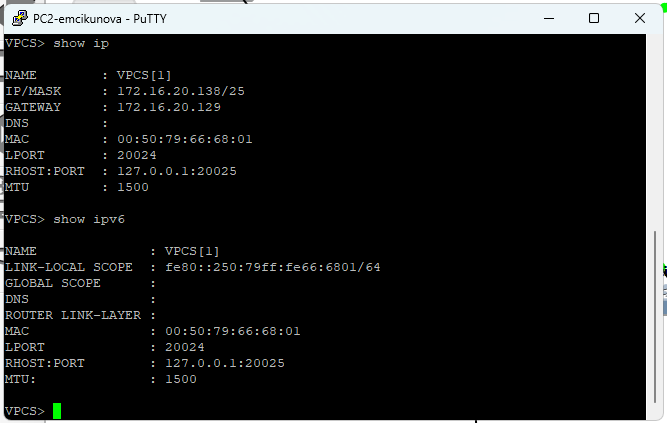 PC2-emcikunova - PuTTY
VPCS> show ip
NAME        : VPCS[1]
IP/MASK     : 172.16.20.138/25
GATEWAY     : 172.16.20.129
DNS         :
MAC         : 00:50:79:66:68:01
LPORT       : 20024
RHOST:PORT  : 127.0.0.1:20025
MTU         : 1500
VPCS> show ipv6
NAME              : VPCS[1]
LINK-LOCAL SCOPE  : fe80::250:79ff:fe66:6801/64
GLOBAL SCOPE      :
DNS               :
ROUTER LINK-LAYER :
MAC               : 00:50:79:66:68:01
LPORT             : 20024
RHOST:PORT        : 127.0.0.1:20025
MTU:              : 1500
VPCS>